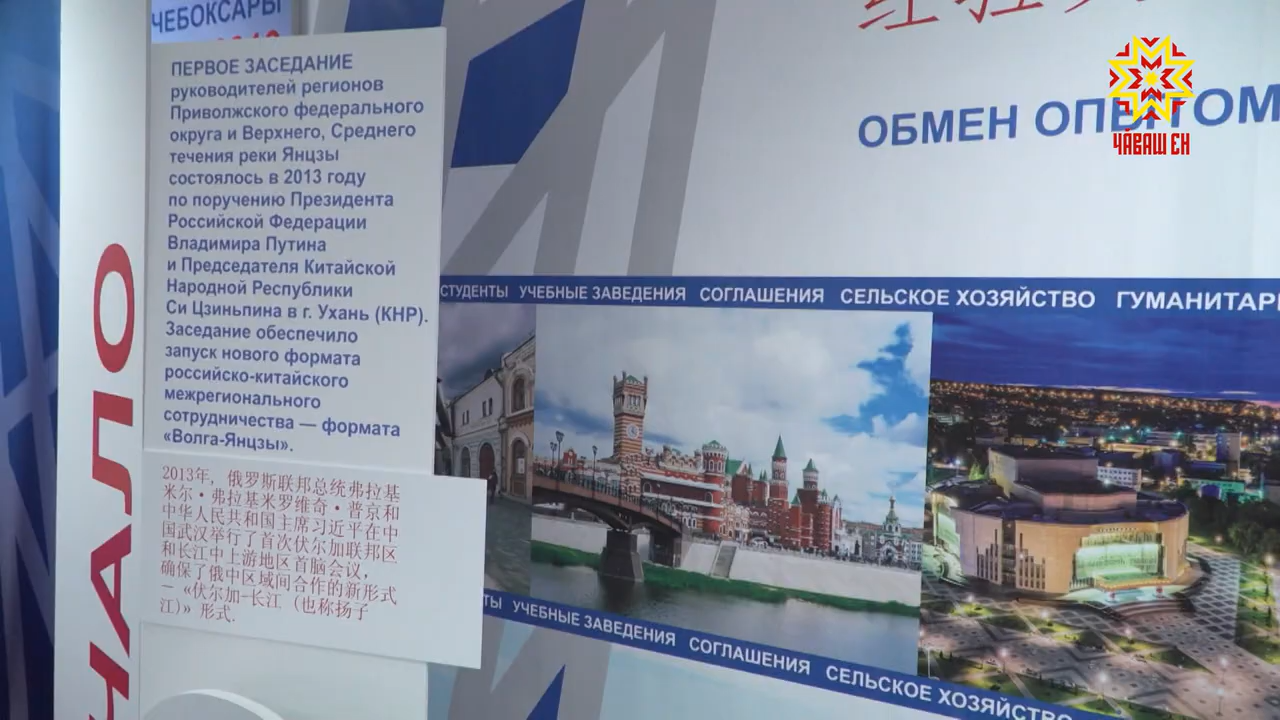 ЧЕБОКСАРЫ
ПЕРВОЕ ЗАСЕДАНИЕ
руководителей регионов
Приволжского федерального
округа и Верхнего, Среднего
течения реки Янцзы
состоялось в 2013 году
по поручению Президента
Российской Федерации
Владимира Путина
и Председателя Китайской
Народной Республики
Си Цзиньпина в г. Ухань (КНР).
Заседание обеспечило
запуск нового формата
российско-китайского
межрегионального
сотрудничества — формата
«Волга-Янцзы».
2013年, 俄罗斯联邦总统弗拉基
米尔·弗拉基米罗维奇·普京和
中华人民共和国主席习近平在中
国武汉举行了首次伏尔加联邦区
和长江中上游地区首脑会议,
确保了俄中区域间合作的新形式
— «伏尔加-长江 (也称扬子
江)» 形式.
НАЧАЛО
ОБМЕН ОПЫТОМ
ЧӐВАШ ЕН
СТУДЕНТЫ УЧЕБНЫЕ ЗАВЕДЕНИЯ СОГЛАШЕНИЯ СЕЛЬСКОЕ ХОЗЯЙСТВО ГУМАНИТАР
ТЫ УЧЕБНЫЕ ЗАВЕДЕНИЯ СОГЛАШЕНИЯ СЕЛЬСКОЕ ХОЗЯЙСТВО